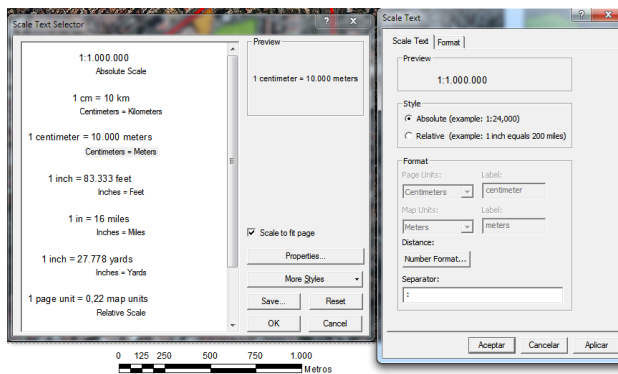 Scale Text Selector
1:1.000.000
Absolute Scale
1 cm = 10 km
Centimeters = Kilometers
1 centimeter = 10.000 meters
Centimeters = Meters
1 inch = 83.333 feet
Inches = Feet
1 in = 16 miles
Inches = Miles
1 inch = 27.778 yards
Inches = Yards
1 page unit = 0,22 map units
Relative Scale
Preview
1 centimeter = 10.000 meters
Scale to fit page
Properties...
More Styles
Save... Reset
OK Cancel
0 125 250 500 750 1.000
Metros
Scale Text
Scale Text Format
Preview
1:1.000.000
Style
Absolute (example: 1:24,000)
Relative (example: 1 inch equals 200 miles)
Format
Page Units: Label:
Centimeters centimeter
Map Units: Label:
Meters meters
Distance:
Number Format...
Separator:
:
Aceptar Cancelar Aplicar